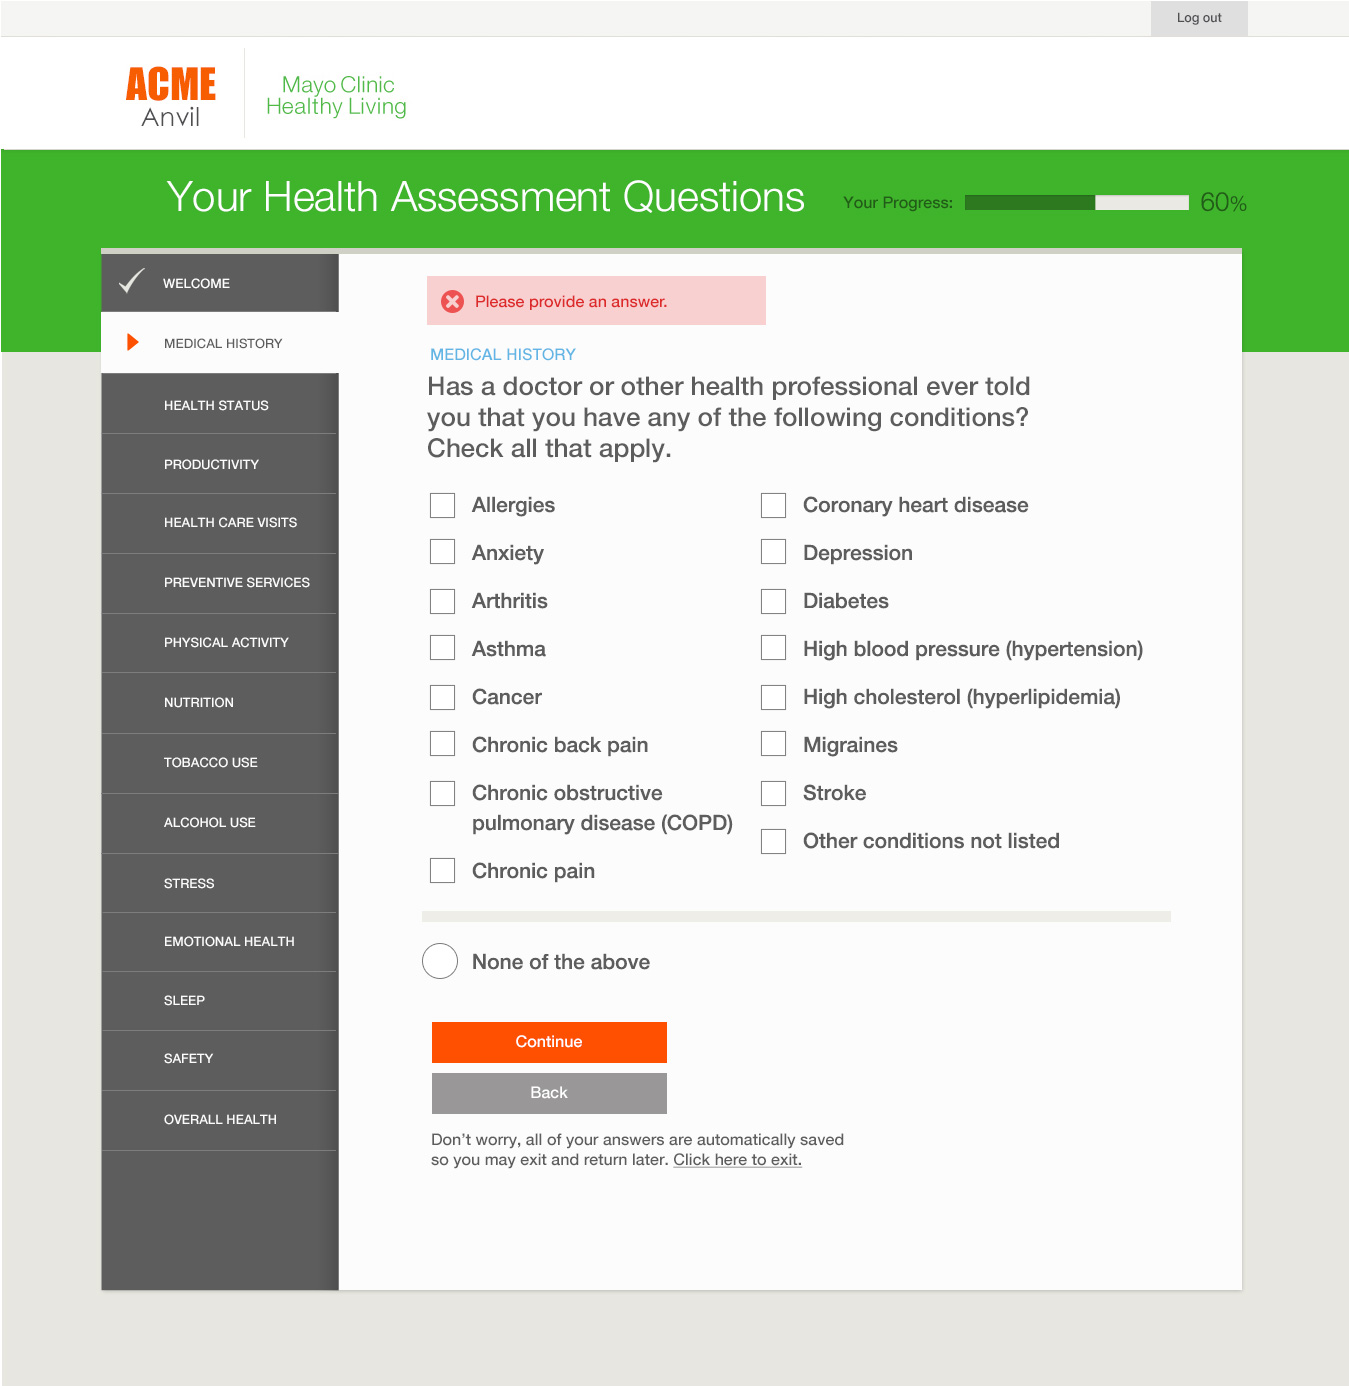 Log out
ACME
Anvil
Mayo Clinic
Healthy Living
Your Health Assessment Questions
Your Progress:
60%
WELCOME
MEDICAL HISTORY
HEALTH STATUS
PRODUCTIVITY
HEALTH CARE VISITS
PREVENTIVE SERVICES
PHYSICAL ACTIVITY
NUTRITION
TOBACCO USE
ALCOHOL USE
STRESS
EMOTIONAL HEALTH
SLEEP
SAFETY
OVERALL HEALTH
Please provide an answer.
MEDICAL HISTORY
Has a doctor or other health professional ever told
you that you have any of the following conditions?
Check all that apply.
Allergies
Anxiety
Arthritis
Asthma
Cancer
Chronic back pain
Chronic obstructive
pulmonary disease (COPD)
Chronic pain
Coronary heart disease
Depression
Diabetes
High blood pressure (hypertension)
High cholesterol (hyperlipidemia)
Migraines
Stroke
Other conditions not listed
None of the above
Continue
Back
Don’t worry, all of your answers are automatically saved
so you may exit and return later. Click here to exit.